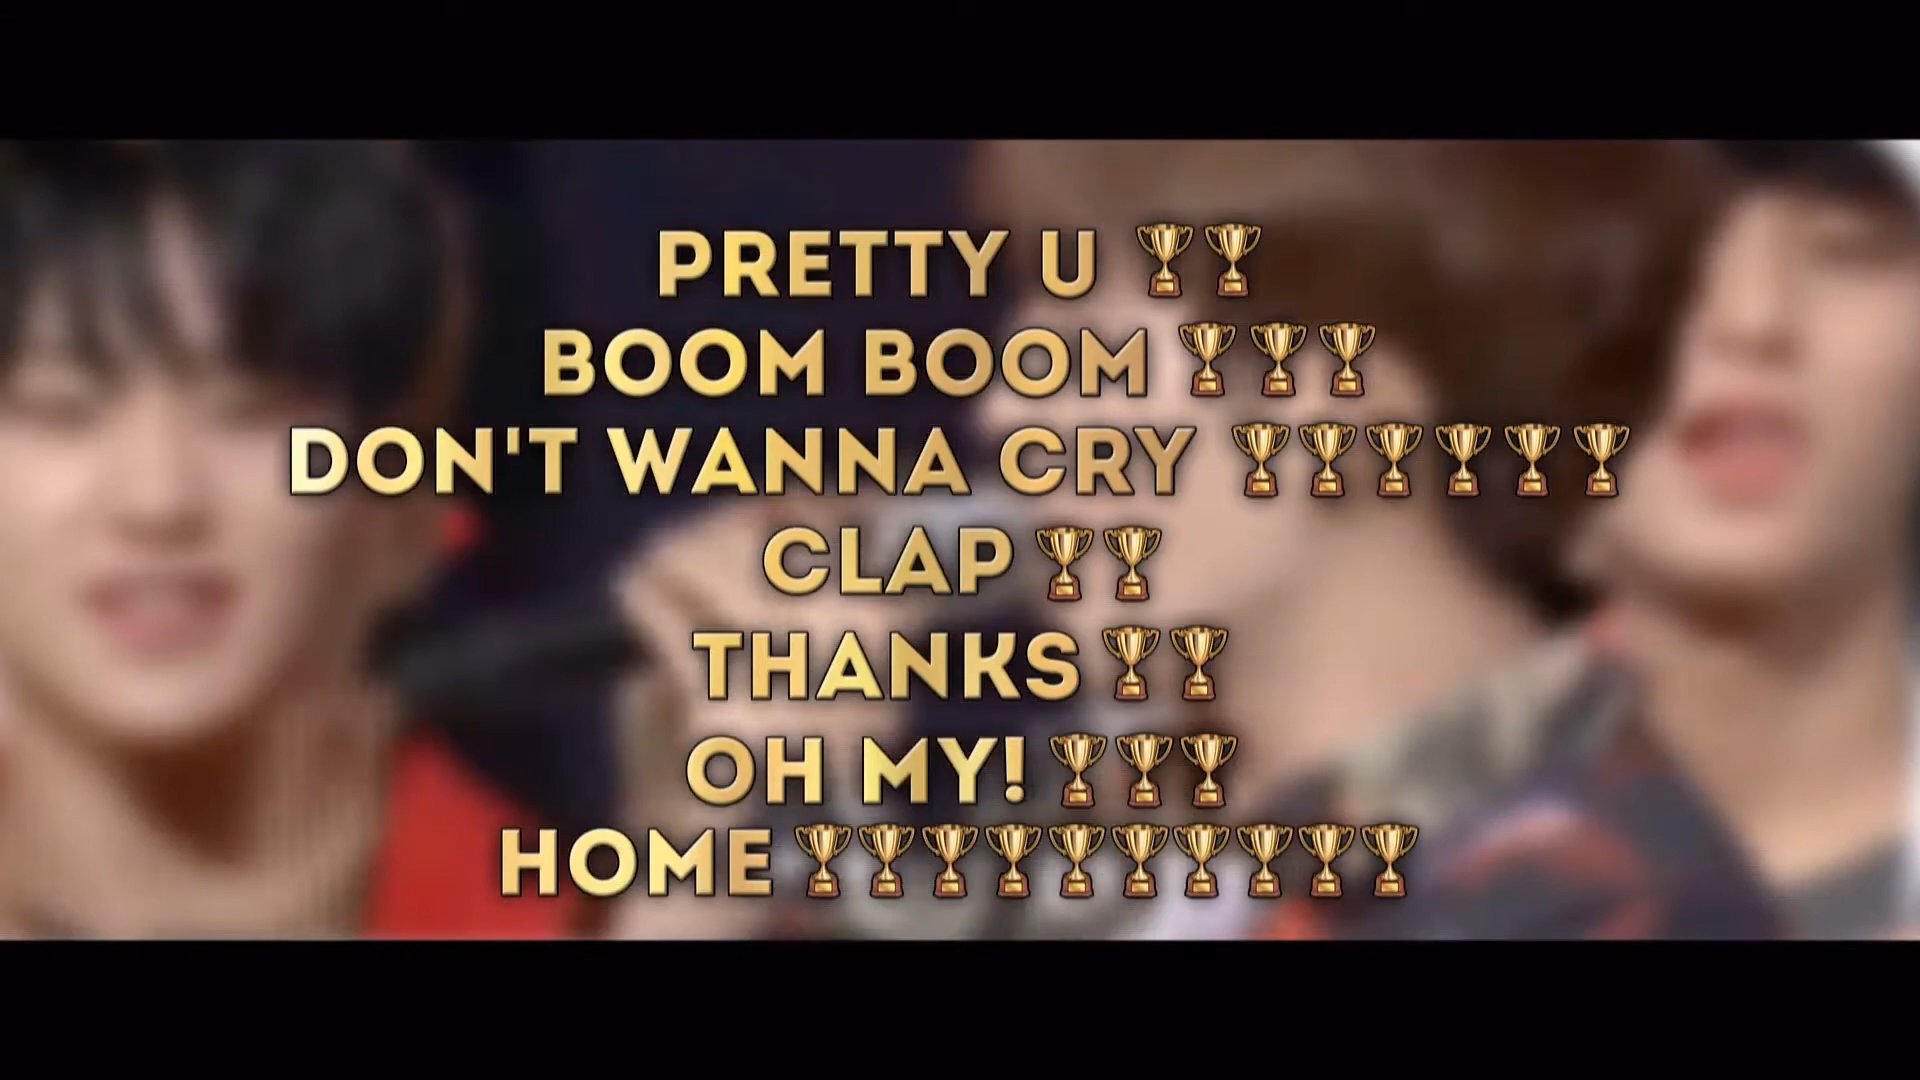 PRETTY U 🏆🏆
BOOM BOOM 🏆🏆🏆
DON'T WANNA CRY 🏆🏆🏆🏆🏆🏆
CLAP 🏆🏆
THANKS 🏆🏆
OH MY! 🏆🏆🏆
HOME 🏆🏆🏆🏆🏆🏆🏆🏆🏆🏆